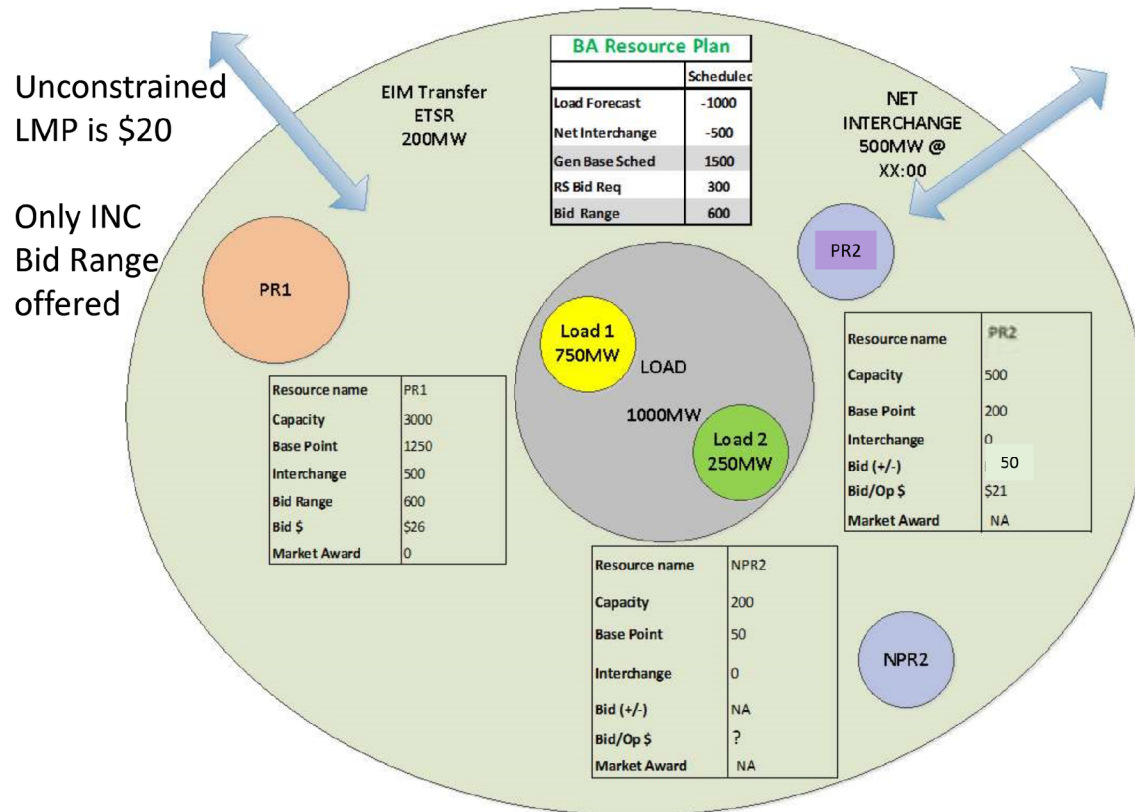 Unconstrained
LMP is $20
Only INC
Bid Range
offered
EIM Transfer
ETSR
200MW
BA Resource Plan
Scheduled
Load Forecast -1000
Net Interchange -500
Gen Base Sched 1500
RS Bid Req 300
Bid Range 600
NET
INTERCHANGE
500MW @
XX:00
PR1
PR2
Load 1
750MW
LOAD
1000MW
Load 2
250MW
Resource name PR1
Capacity 3000
Base Point 1250
Interchange 500
Bid Range 600
Bid $ $26
Market Award 0
Resource name PR2
Capacity 500
Base Point 200
Interchange 0
Bid (+/-) 50
Bid/Op $ $21
Market Award NA
Resource name NPR2
Capacity 200
Base Point 50
Interchange 0
Bid (+/-) NA
Bid/Op $ ?
Market Award NA
NPR2